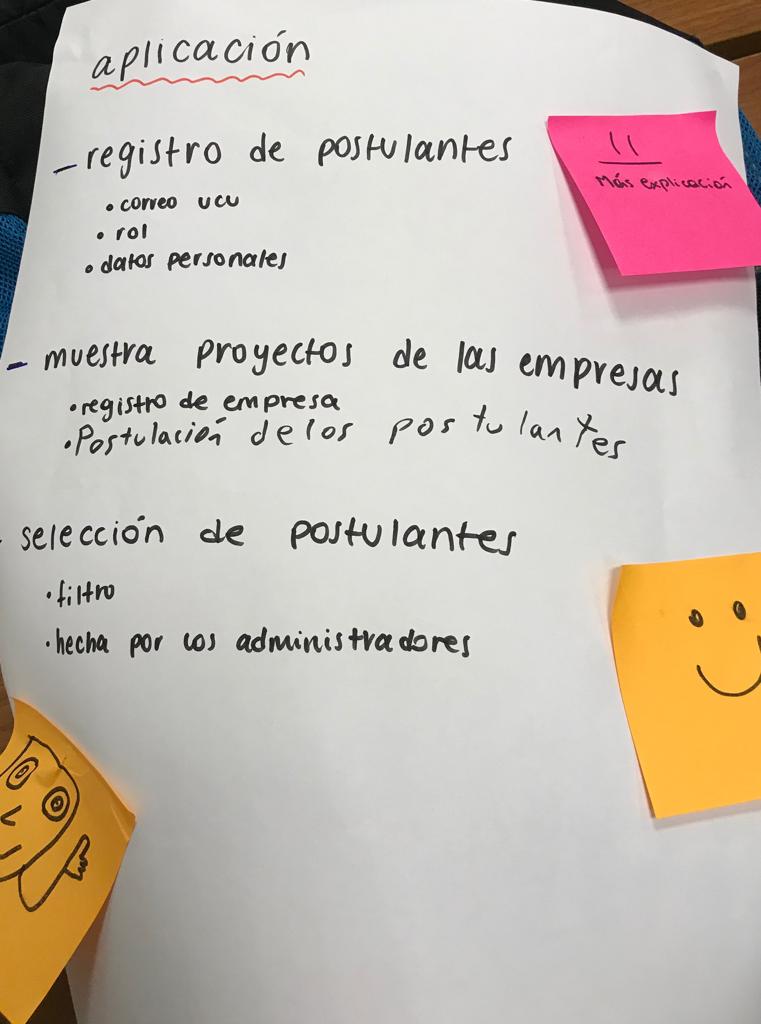 aplicación
- registro de postulantes
• correo ucu
• rol
• datos personales
Más explicación
- muestra proyectos de las empresas
• registro de empresa
• Postulación de los postulantes
- selección de postulantes
• filtro
• hecha por los administradores